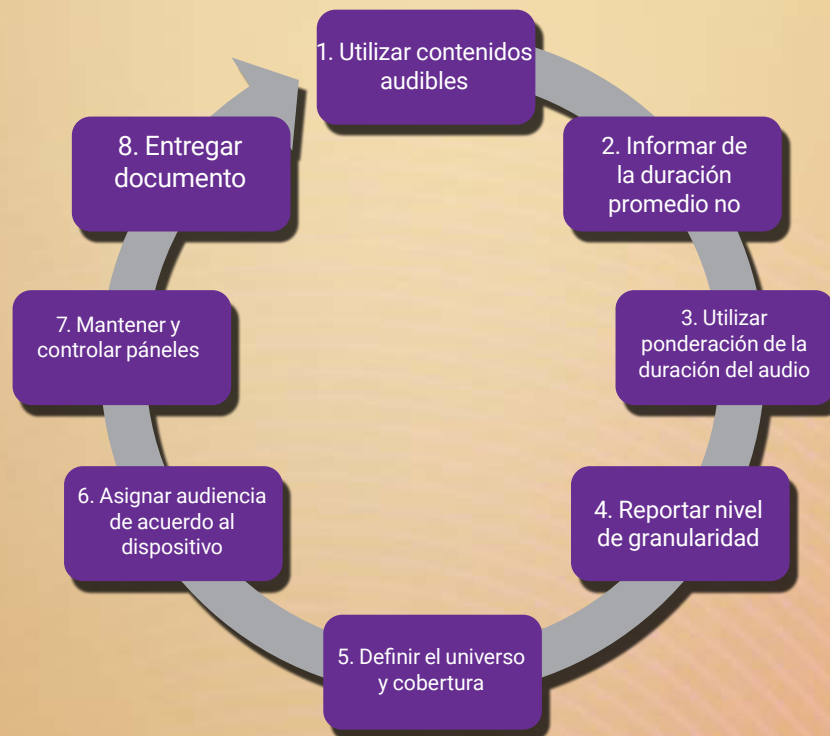 1. Utilizar contenidos
audibles
2. Informar de
la duración
promedio no
3. Utilizar
ponderación de la
duración del audio
4. Reportar nivel
de granularidad
5. Definir el universo
y cobertura
6. Asignar audiencia
de acuerdo al
dispositivo
7. Mantener y
controlar páneles
8. Entregar
documento